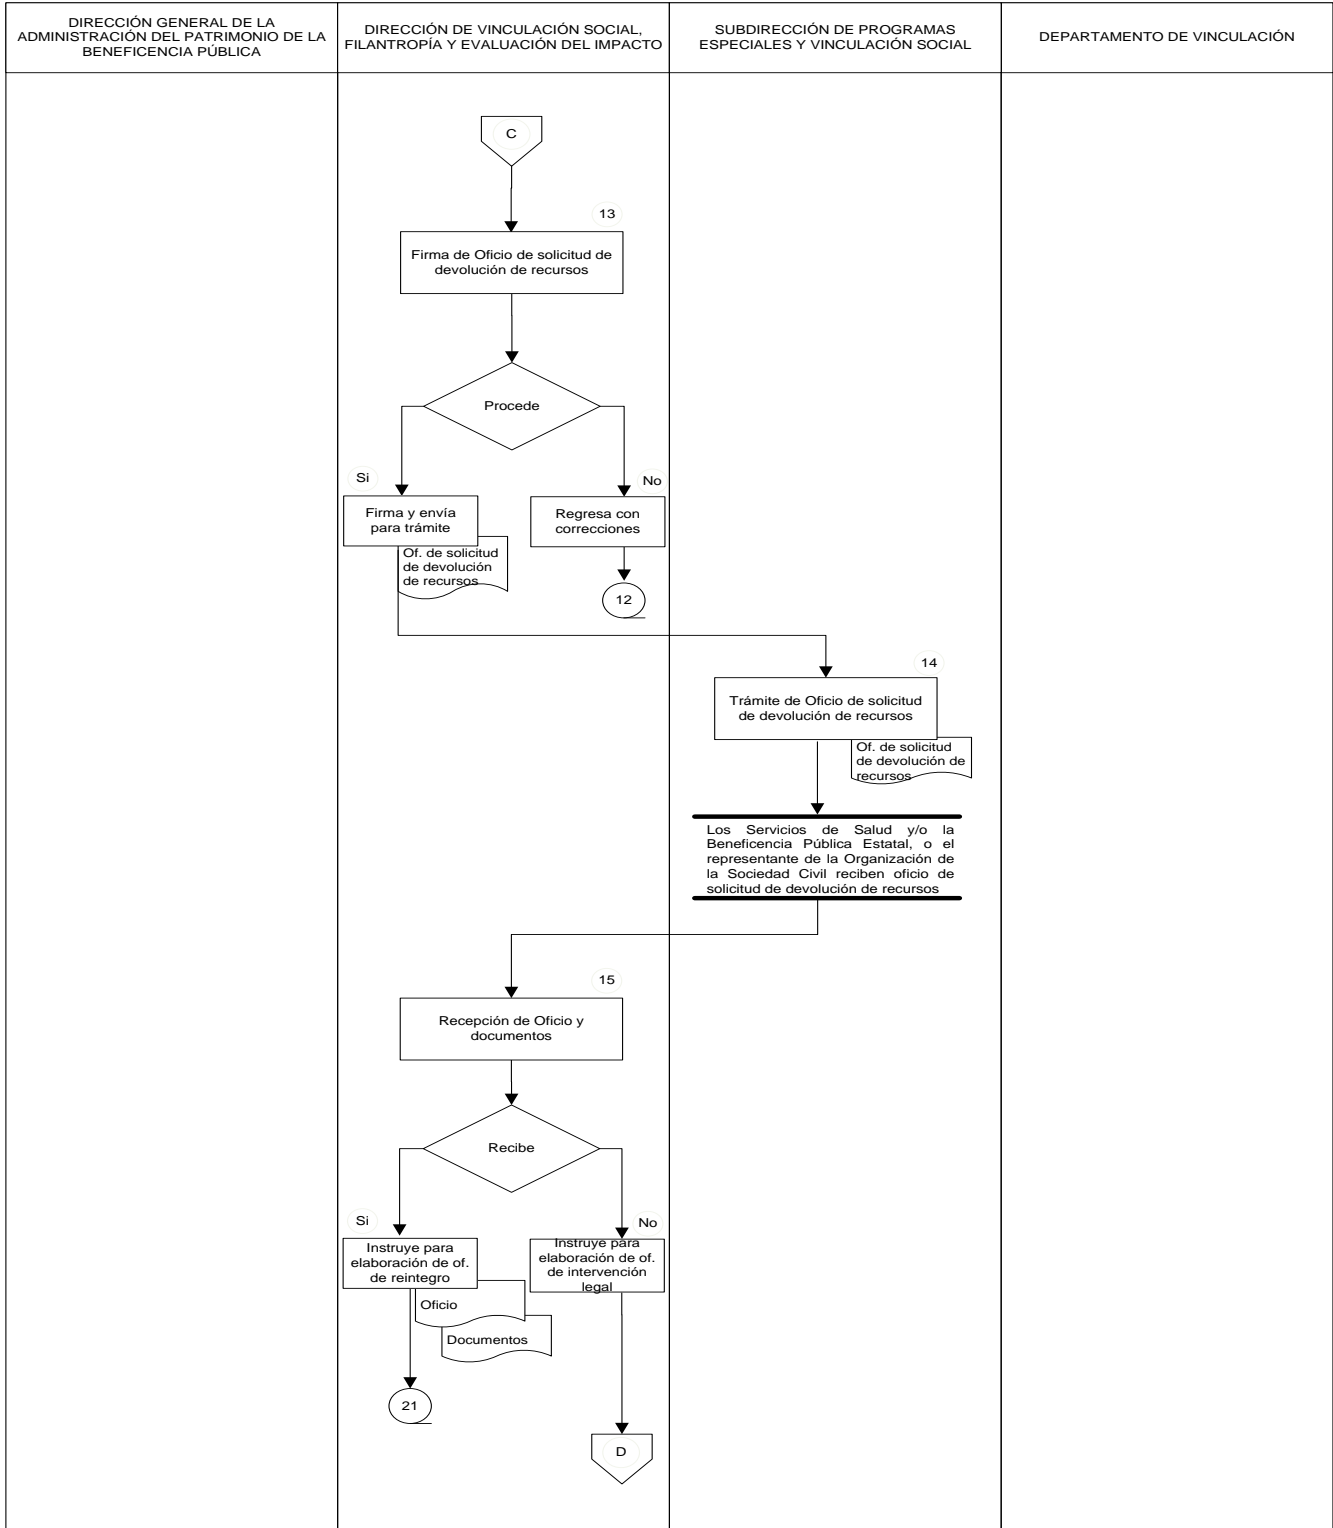 DIRECCIÓN GENERAL DE LA
ADMINISTRACIÓN DEL PATRIMONIO DE LA
BENEFICENCIA PÚBLICA
DIRECCIÓN DE VINCULACIÓN SOCIAL,
FILANTROPÍA Y EVALUACIÓN DEL IMPACTO
SUBDIRECCIÓN DE PROGRAMAS
ESPECIALES Y VINCULACIÓN SOCIAL
DEPARTAMENTO DE VINCULACIÓN
C
13
Firma de Oficio de solicitud de
devolución de recursos
Procede
Si
No
Firma y envía
para trámite
Regresa con
correcciones
Of. de solicitud
de devolución
de recursos
12
14
Trámite de Oficio de solicitud
de devolución de recursos
Of. de solicitud
de devolución de
recursos
Los Servicios de Salud y/o la
Beneficencia Pública Estatal, o el
representante de la Organización de
la Sociedad Civil reciben oficio de
solicitud de devolución de recursos
15
Recepción de Oficio y
documentos
Recibe
Si
No
Instruye para
elaboración de of.
de reintegro
Instruye para
elaboración de of.
de intervención
legal
Oficio
Documentos
21
D